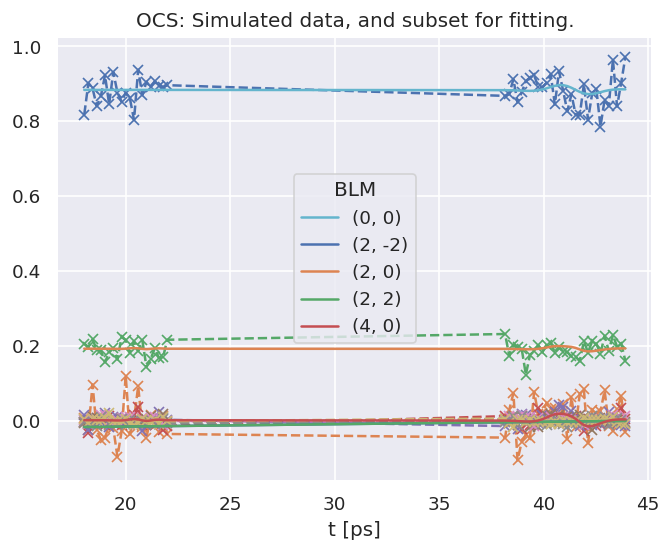 OCS: Simulated data, and subset for fitting.
1.0
0.8
0.6
0.4
0.2
0.0
BLM
(0, 0)
(2, -2)
(2, 0)
(2, 2)
(4, 0)
20 25 30 35 40 45
t [ps]